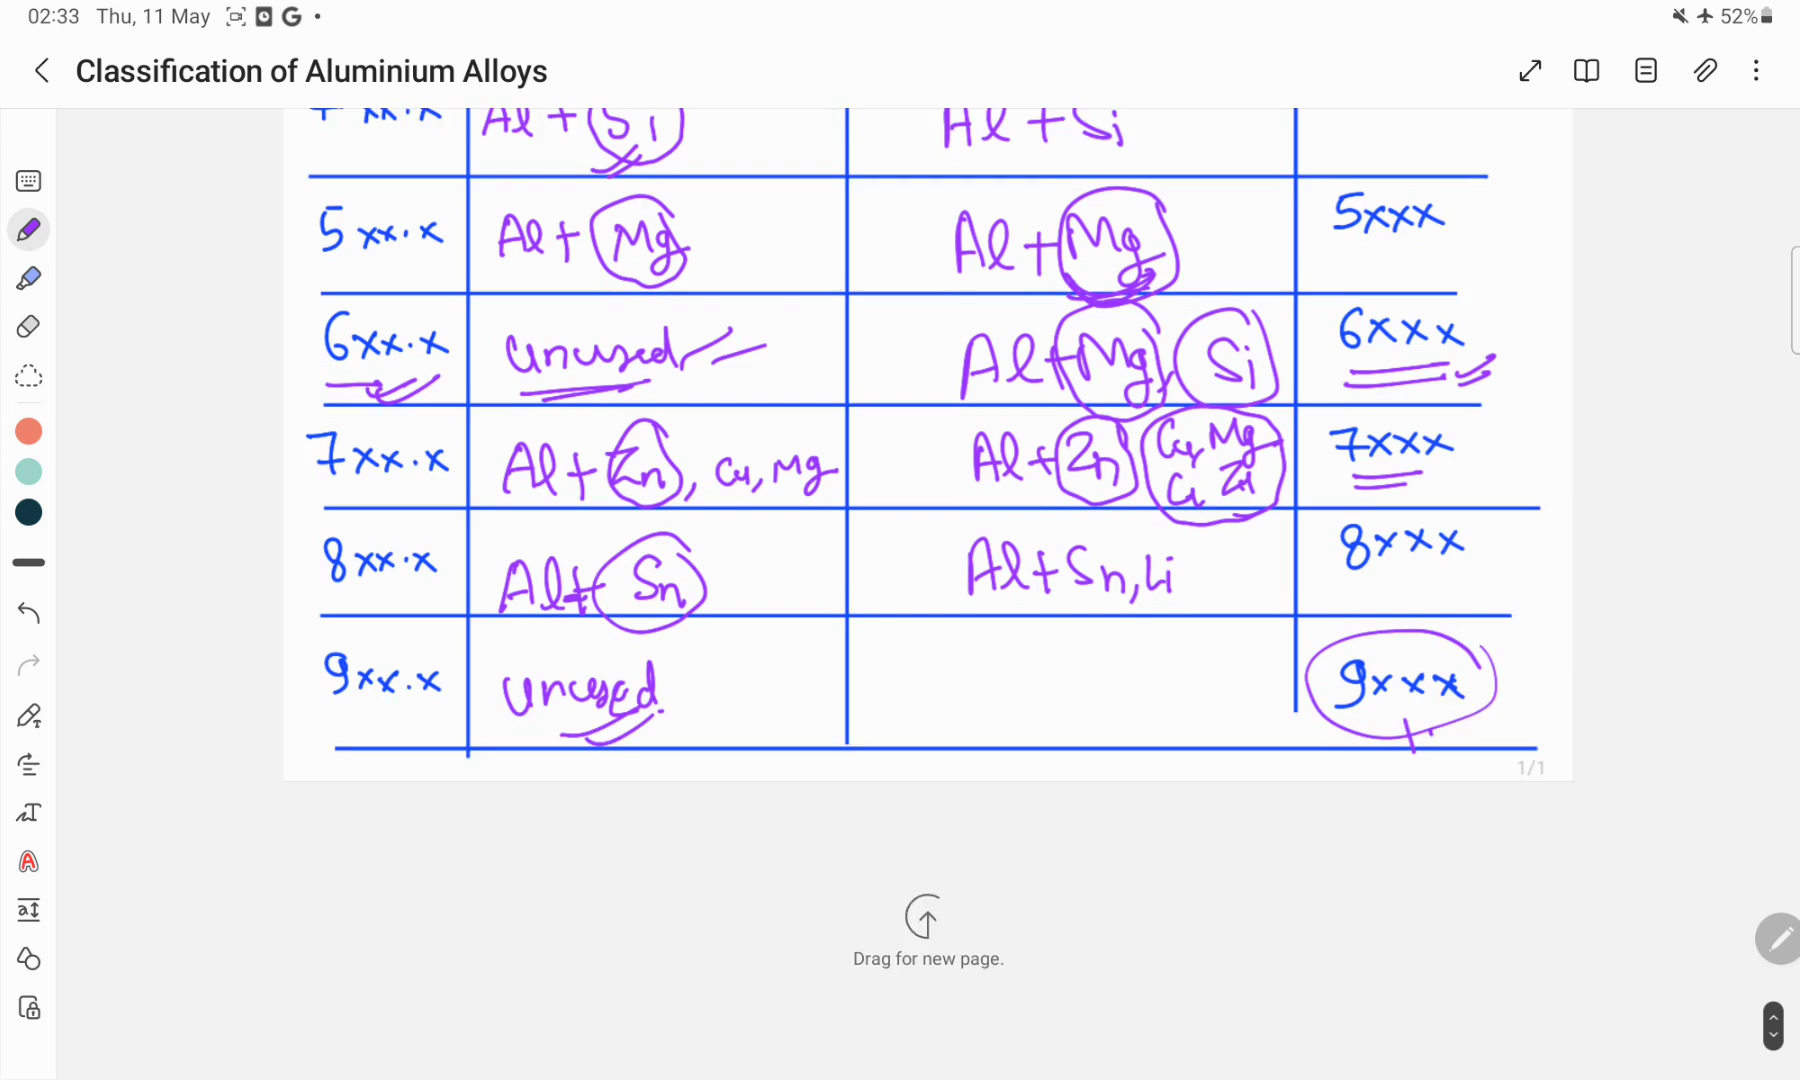 02:33 Thu, 11 May G • 52%
Classification of Aluminium Alloys
4xx.x Al + Si Al + Si
5xx.x Al + Mg Al + Mg 5xxx
6xx.x Unused Al + Mg, Si 6xxx
7xx.x Al + Zn, Cu, Mg Al + Zn Cu, Mg 7xxx
8xx.x Al + Sn Al + Sn, Li 8xxx
9xx.x Unused. 9xxx
1/1
Drag for new page.